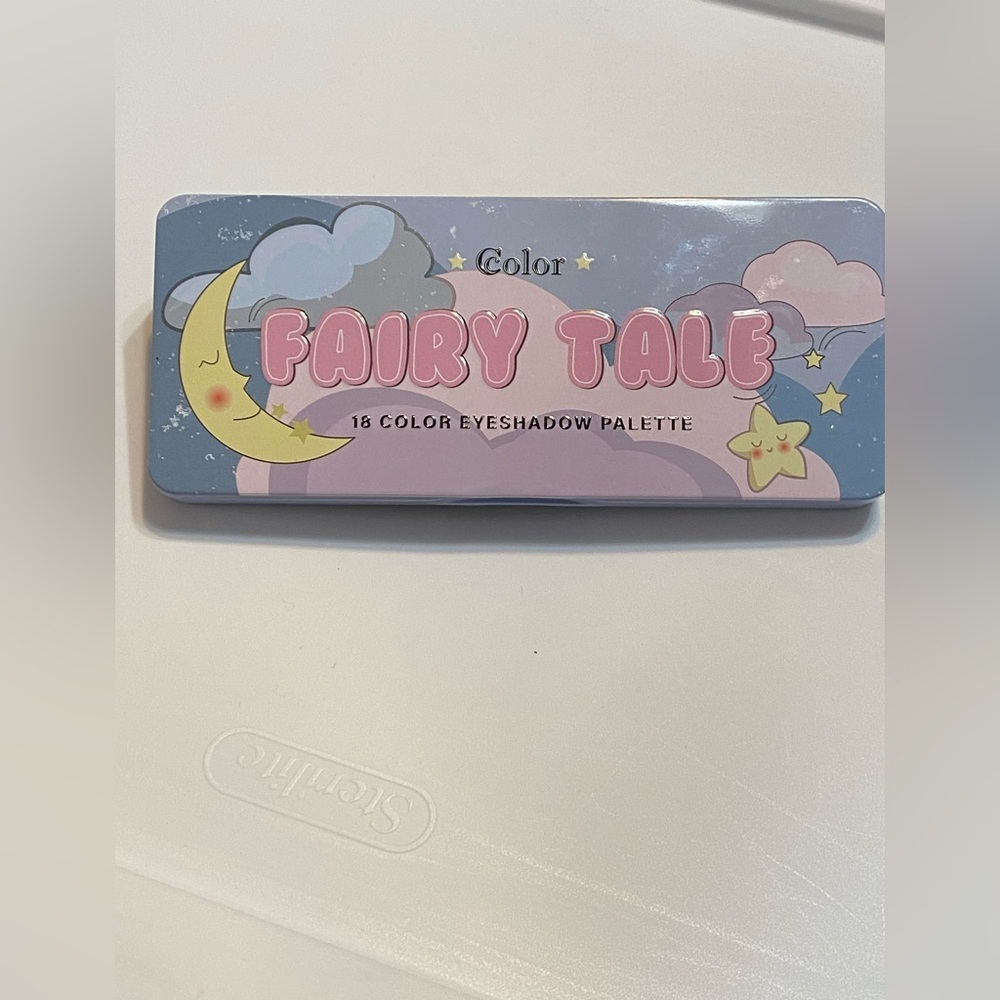 Color
FAIRY TALE
18 COLOR EYESHADOW PALETTE
Sterilite